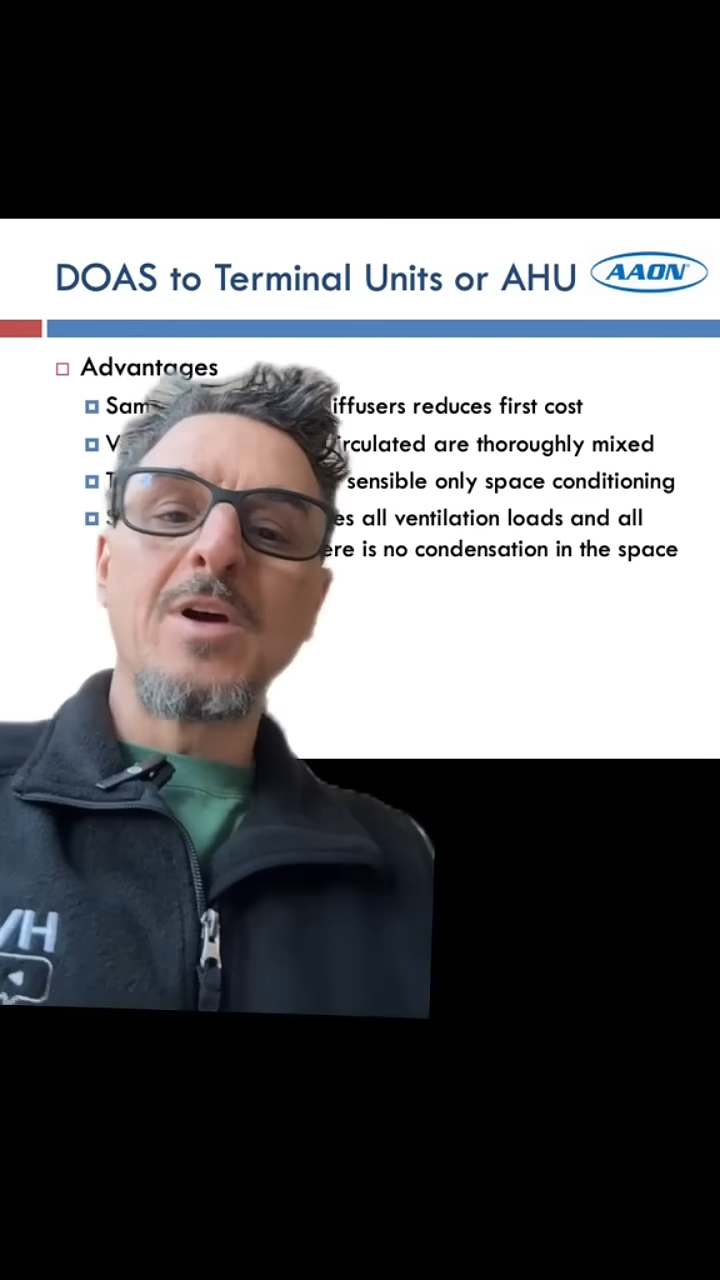 DOAS to Terminal Units or AHU
AAON
Advantages
iffusers reduces first cost
rculated are thoroughly mixed
sensible only space conditioning
es all ventilation loads and all
ere is no condensation in the space
VH